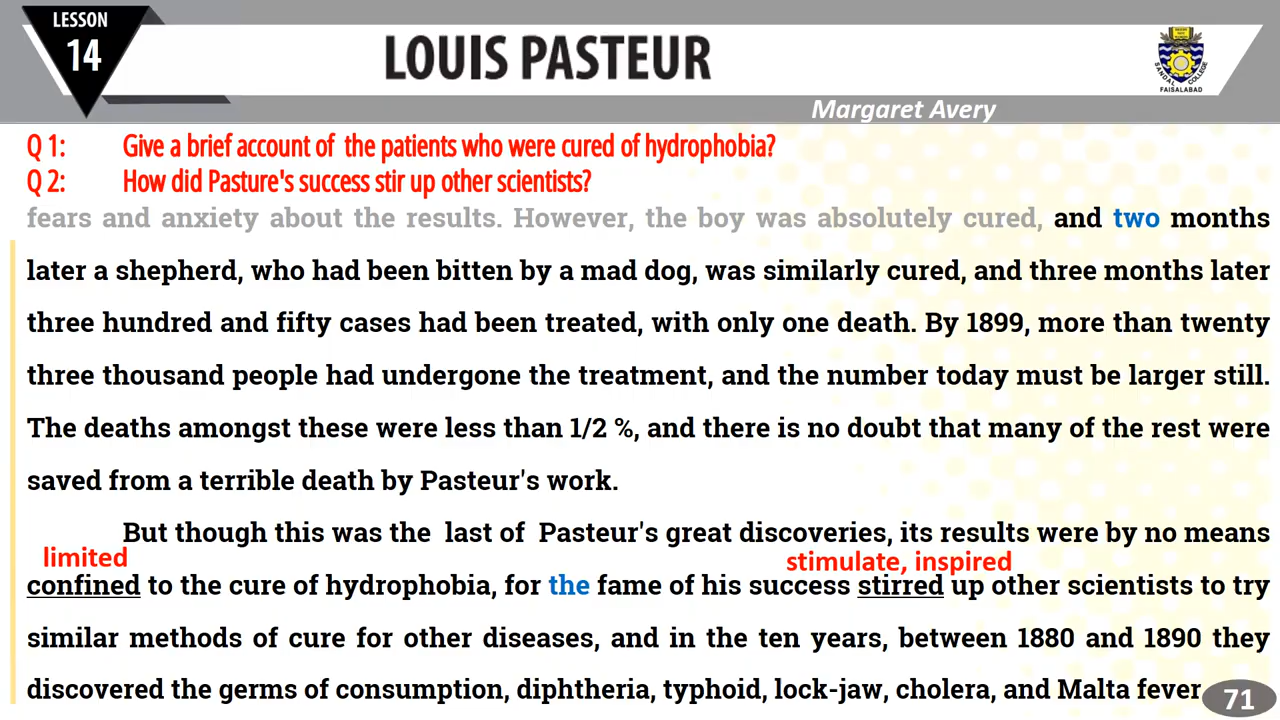 LESSON
14
LOUIS PASTEUR
SANDAL COLLEGE
FAISALABAD
Margaret Avery
Q 1: Give a brief account of the patients who were cured of hydrophobia?
Q 2: How did Pasture's success stir up other scientists?
fears and anxiety about the results. However, the boy was absolutely cured, and two months
later a shepherd, who had been bitten by a mad dog, was similarly cured, and three months later
three hundred and fifty cases had been treated, with only one death. By 1899, more than twenty
three thousand people had undergone the treatment, and the number today must be larger still.
The deaths amongst these were less than 1/2 %, and there is no doubt that many of the rest were
saved from a terrible death by Pasteur's work.
But though this was the last of Pasteur's great discoveries, its results were by no means
limited
stimulate, inspired
confined to the cure of hydrophobia, for the fame of his success stirred up other scientists to try
similar methods of cure for other diseases, and in the ten years, between 1880 and 1890 they
discovered the germs of consumption, diphtheria, typhoid, lock-jaw, cholera, and Malta fever
71